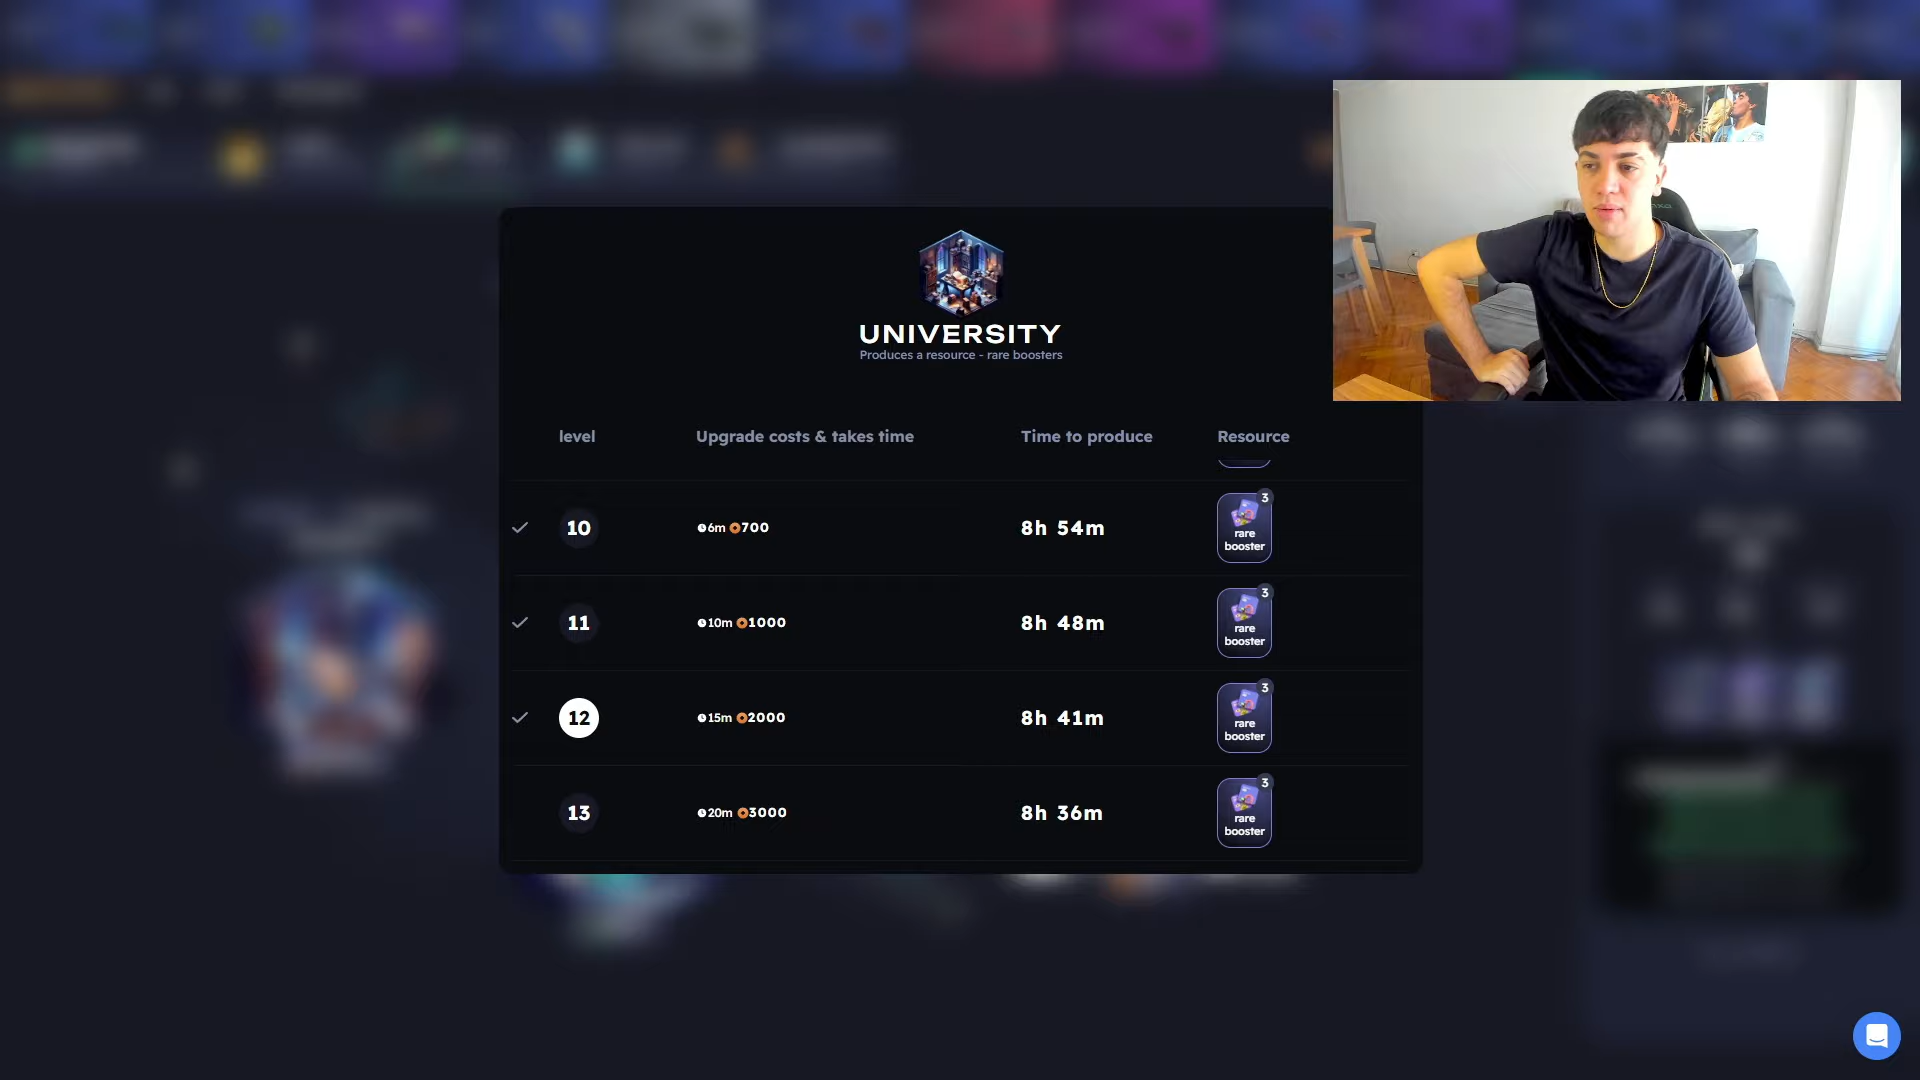 UNIVERSITY
Produces a resource - rare boosters
level Upgrade costs & takes time Time to produce Resource
10 6m 700 8h 54m 3
rare
booster
11 10m 1000 8h 48m 3
rare
booster
12 15m 2000 8h 41m 3
rare
booster
13 20m 3000 8h 36m 3
rare
booster